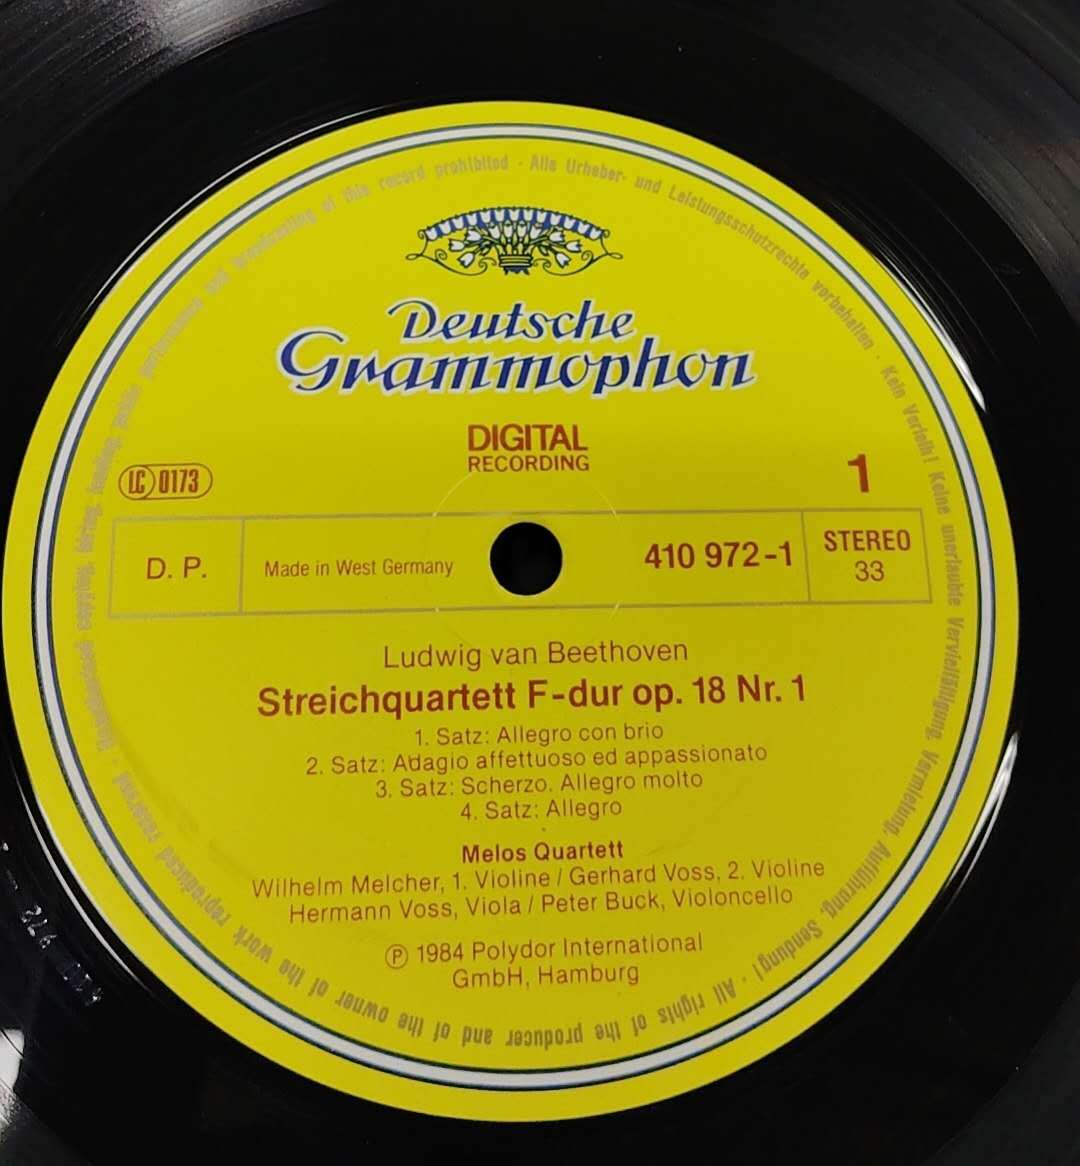 Deutsche
Grammophon
DIGITAL
RECORDING
LC 0173
1
D. P.
Made in West Germany
410 972-1
STEREO
33
Ludwig van Beethoven
Streichquartett F-dur op. 18 Nr. 1
1. Satz: Allegro con brio
2. Satz: Adagio affettuoso ed appassionato
3. Satz: Scherzo. Allegro molto
4. Satz: Allegro
Melos Quartett
Wilhelm Melcher, 1. Violine / Gerhard Voss, 2. Violine
Hermann Voss, Viola / Peter Buck, Violoncello
℗ 1984 Polydor International
GmbH, Hamburg
Alle Urheber- und Leistungsschutzrechte vorbehalten · Kein Verleih! Keine unerlaubte Vervielfältigung, Vermietung, Aufführung, Sendung! · All rights of the producer and of the owner of the work reproduced reserved · and broadcasting of this record prohibited ·